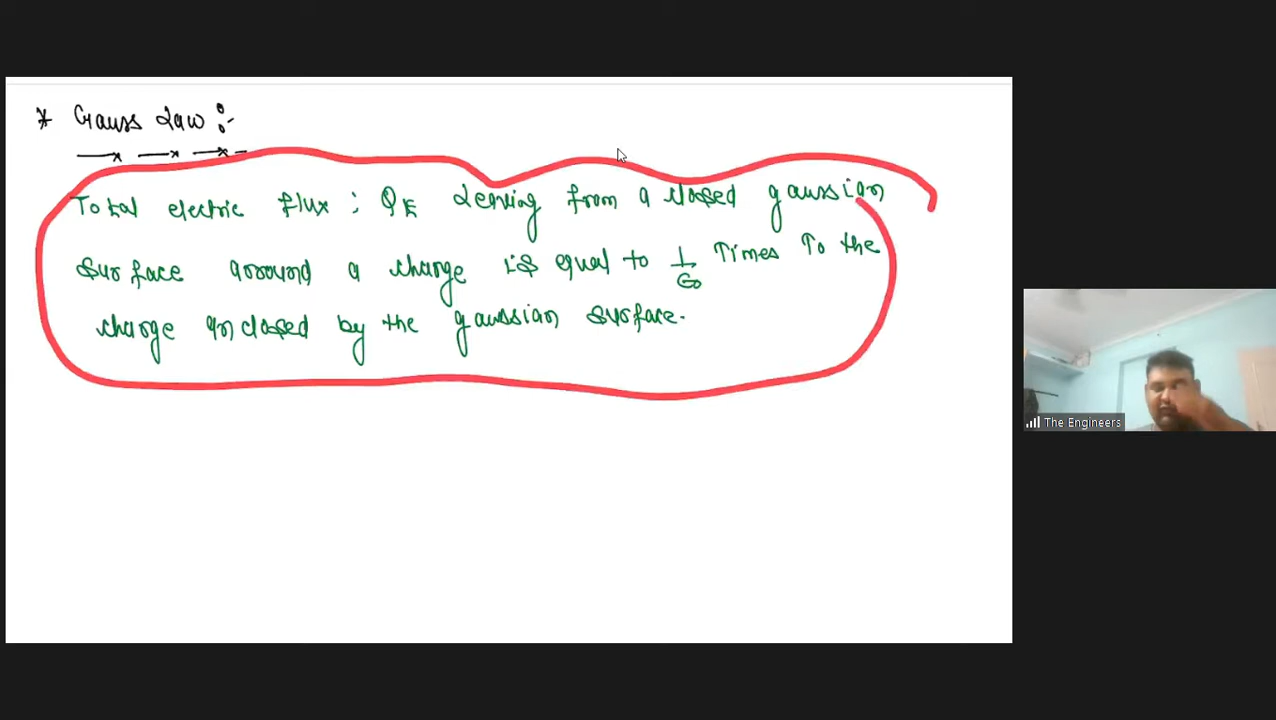 * Gauss Law :-
Total electric flux : ΦE leaving from a closed gaussian
surface around a charge is equal to 1/ϵ0 Times To the
charge enclosed by the gaussian surface.
The Engineers